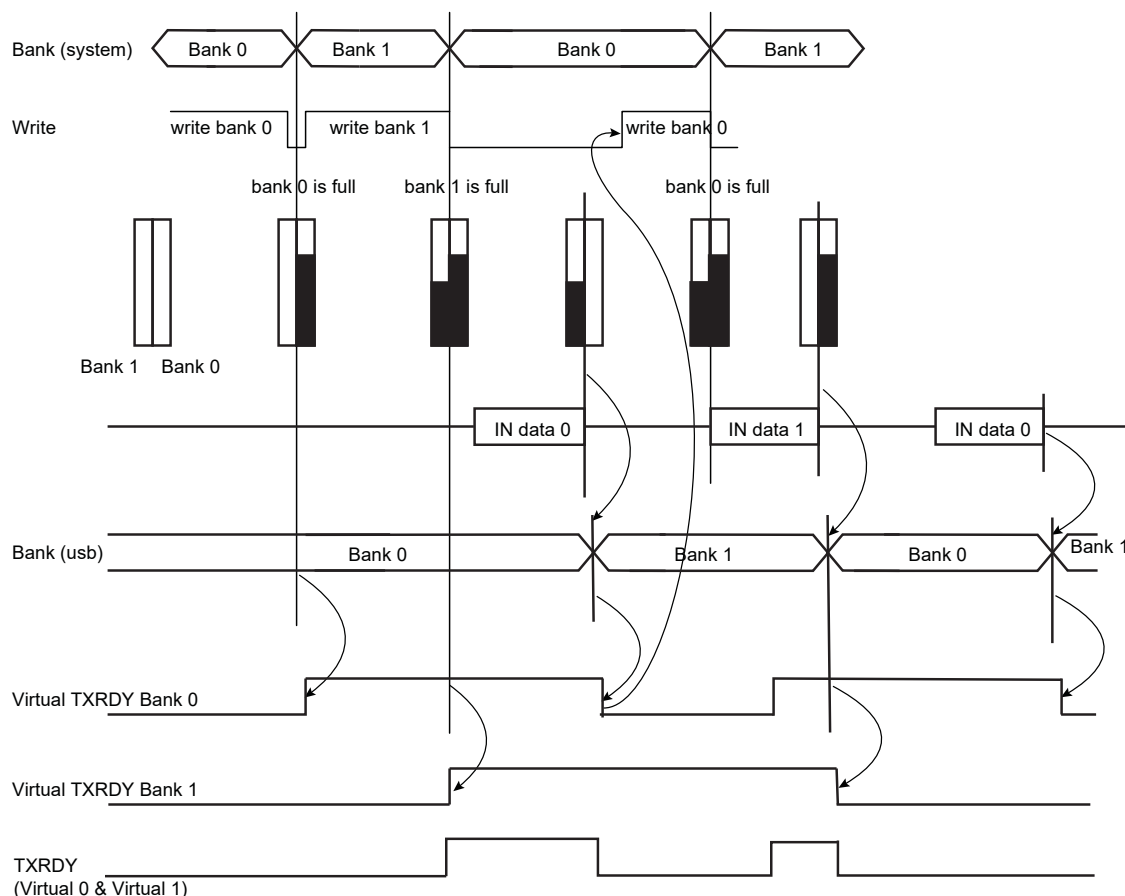 Bank (system)
Bank 0
Bank 1
Bank 0
Bank 1
Write
write bank 0
write bank 1
write bank 0
bank 0 is full
bank 1 is full
bank 0 is full
Bank 1
Bank 0
IN data 0
IN data 1
IN data 0
Bank (usb)
Bank 0
Bank 1
Bank 0
Bank 1
Virtual TXRDY Bank 0
Virtual TXRDY Bank 1
TXRDY
(Virtual 0 & Virtual 1)